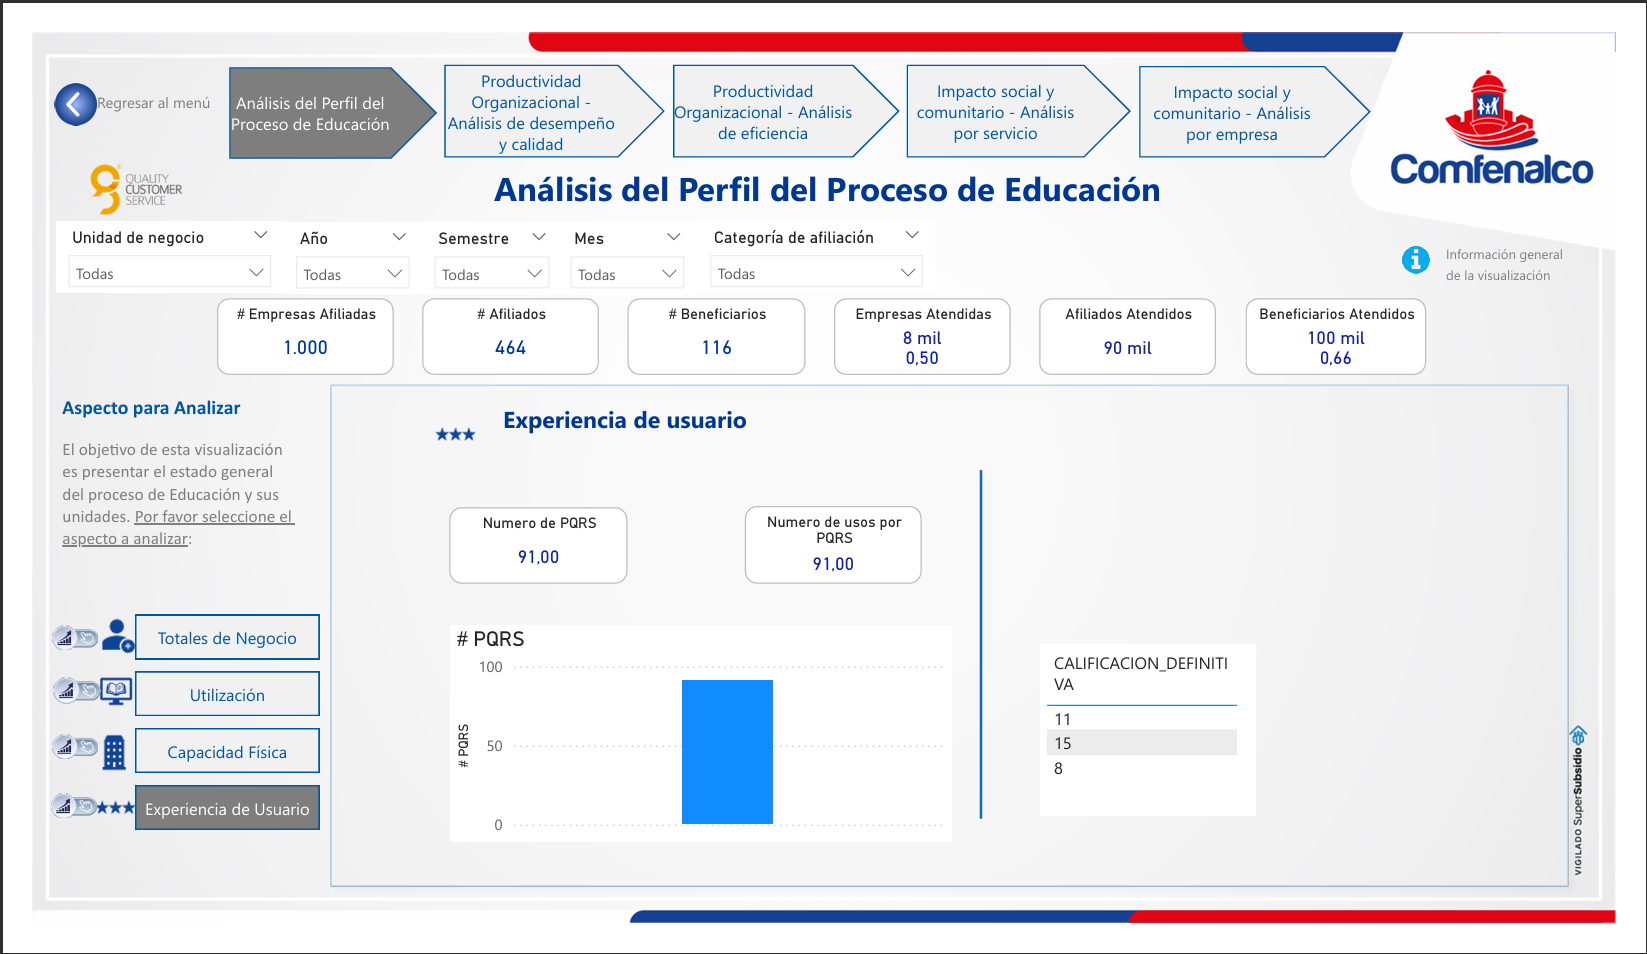 Regresar al menú
Análisis del Perfil del
Proceso de Educación
Productividad
Organizacional -
Análisis de desempeño
y calidad
Productividad
Organizacional - Análisis
de eficiencia
Impacto social y
comunitario - Análisis
por servicio
Impacto social y
comunitario - Análisis
por empresa
Comfenalco
QUALITY
CUSTOMER
SERVICE
Análisis del Perfil del Proceso de Educación
Unidad de negocio
Todas
Año
Todas
Semestre
Todas
Mes
Todas
Categoría de afiliación
Todas
Información general
de la visualización
# Empresas Afiliadas
1.000
# Afiliados
464
# Beneficiarios
116
Empresas Atendidas
8 mil
0,50
Afiliados Atendidos
90 mil
Beneficiarios Atendidos
100 mil
0,66
Aspecto para Analizar
El objetivo de esta visualización
es presentar el estado general
del proceso de Educación y sus
unidades. Por favor seleccione el
aspecto a analizar:
Totales de Negocio
Utilización
Capacidad Física
Experiencia de Usuario
Experiencia de usuario
Numero de PQRS
91,00
Numero de usos por
PQRS
91,00
# PQRS
# PQRS
100
50
0
CALIFICACION_DEFINITI
VA
11
15
8
VIGILADO SuperSubsidio